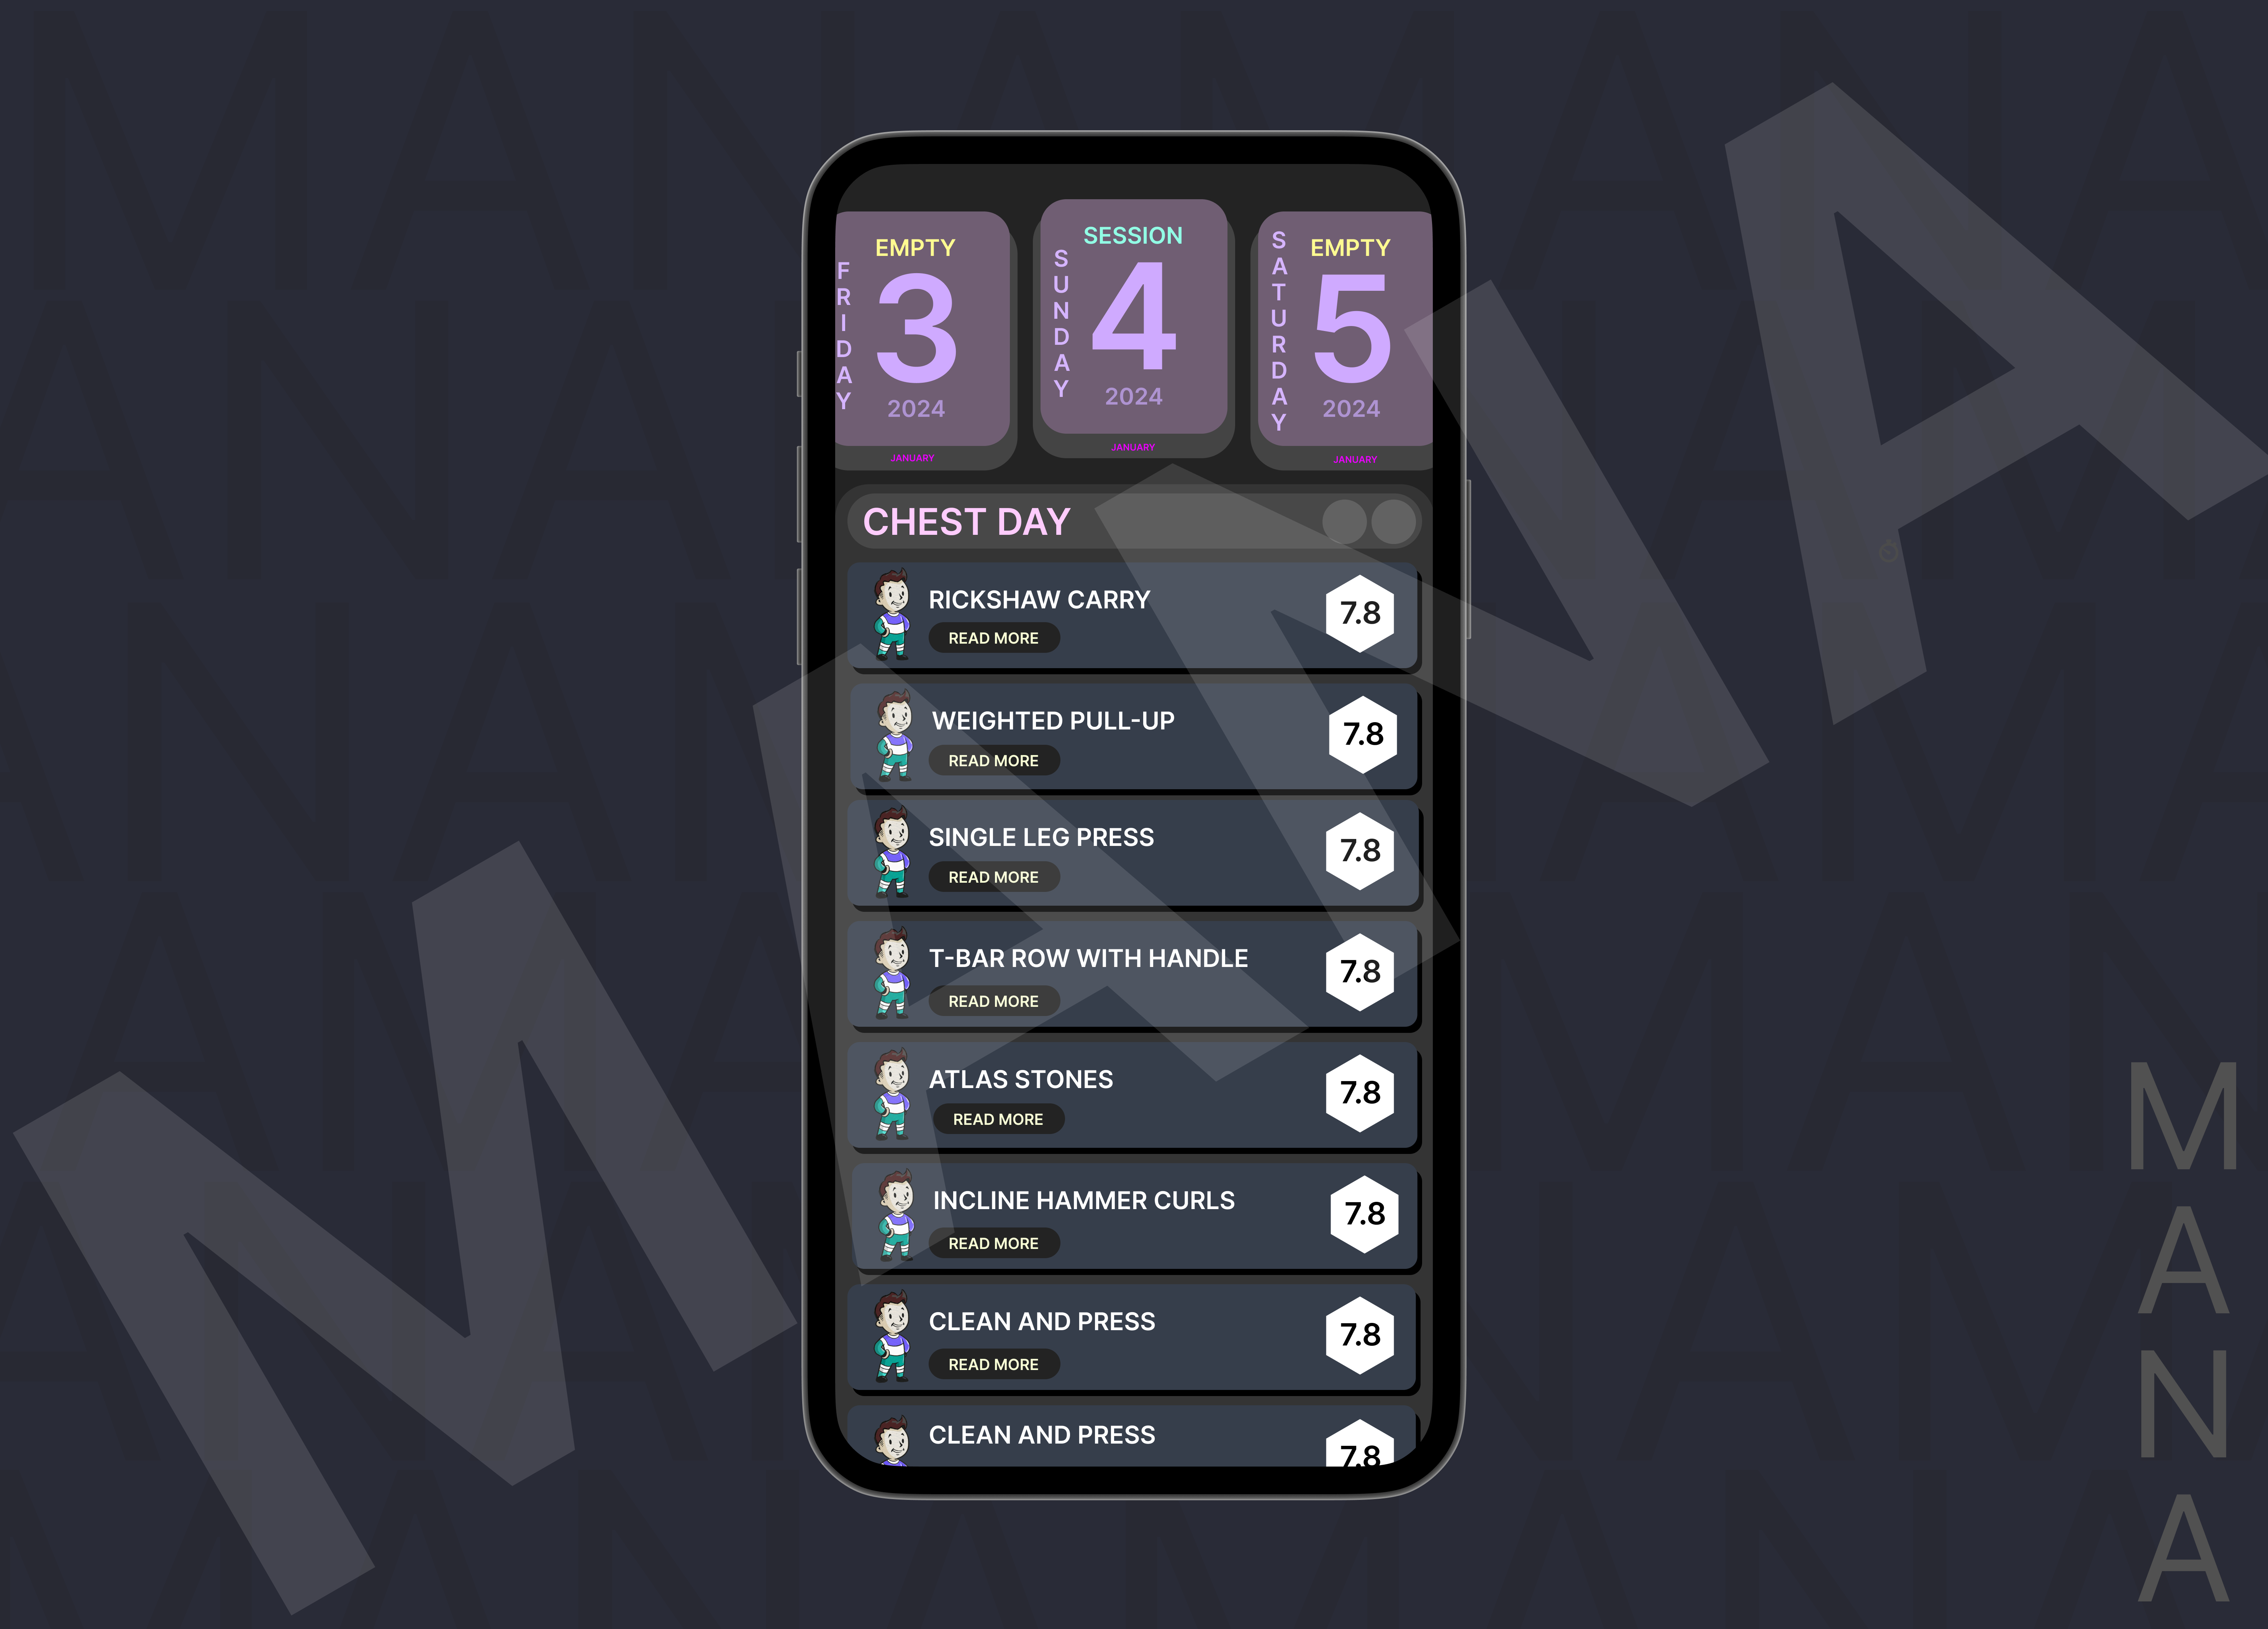 EMPTY
FRIDAY
3
2024
JANUARY
SESSION
SUNDAY
4
2024
JANUARY
EMPTY
SATURDAY
5
2024
JANUARY
CHEST DAY
RICKSHAW CARRY
READ MORE
7.8
WEIGHTED PULL-UP
READ MORE
7.8
SINGLE LEG PRESS
READ MORE
7.8
T-BAR ROW WITH HANDLE
READ MORE
7.8
ATLAS STONES
READ MORE
7.8
INCLINE HAMMER CURLS
READ MORE
7.8
CLEAN AND PRESS
READ MORE
7.8
CLEAN AND PRESS
7.8
MANA
MANA